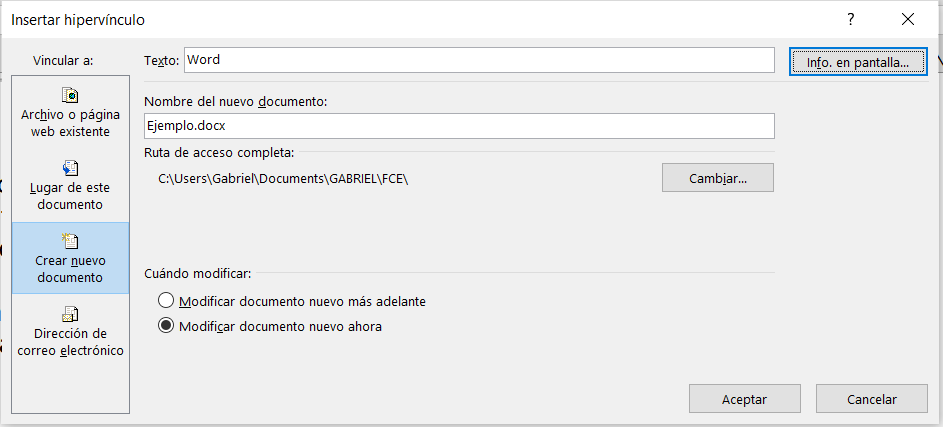 Insertar hipervínculo
? 
Vincular a:
Texto: Word
Info. en pantalla...
Archivo o página
web existente
Lugar de este
documento
Crear nuevo
documento
Dirección de
correo electrónico
Nombre del nuevo documento:
Ejemplo.docx
Ruta de acceso completa:
C:\Users\Gabriel\Documents\GABRIEL\FCE\
Cambiar...
Cuándo modificar:
Modificar documento nuevo más adelante
Modificar documento nuevo ahora
Aceptar
Cancelar